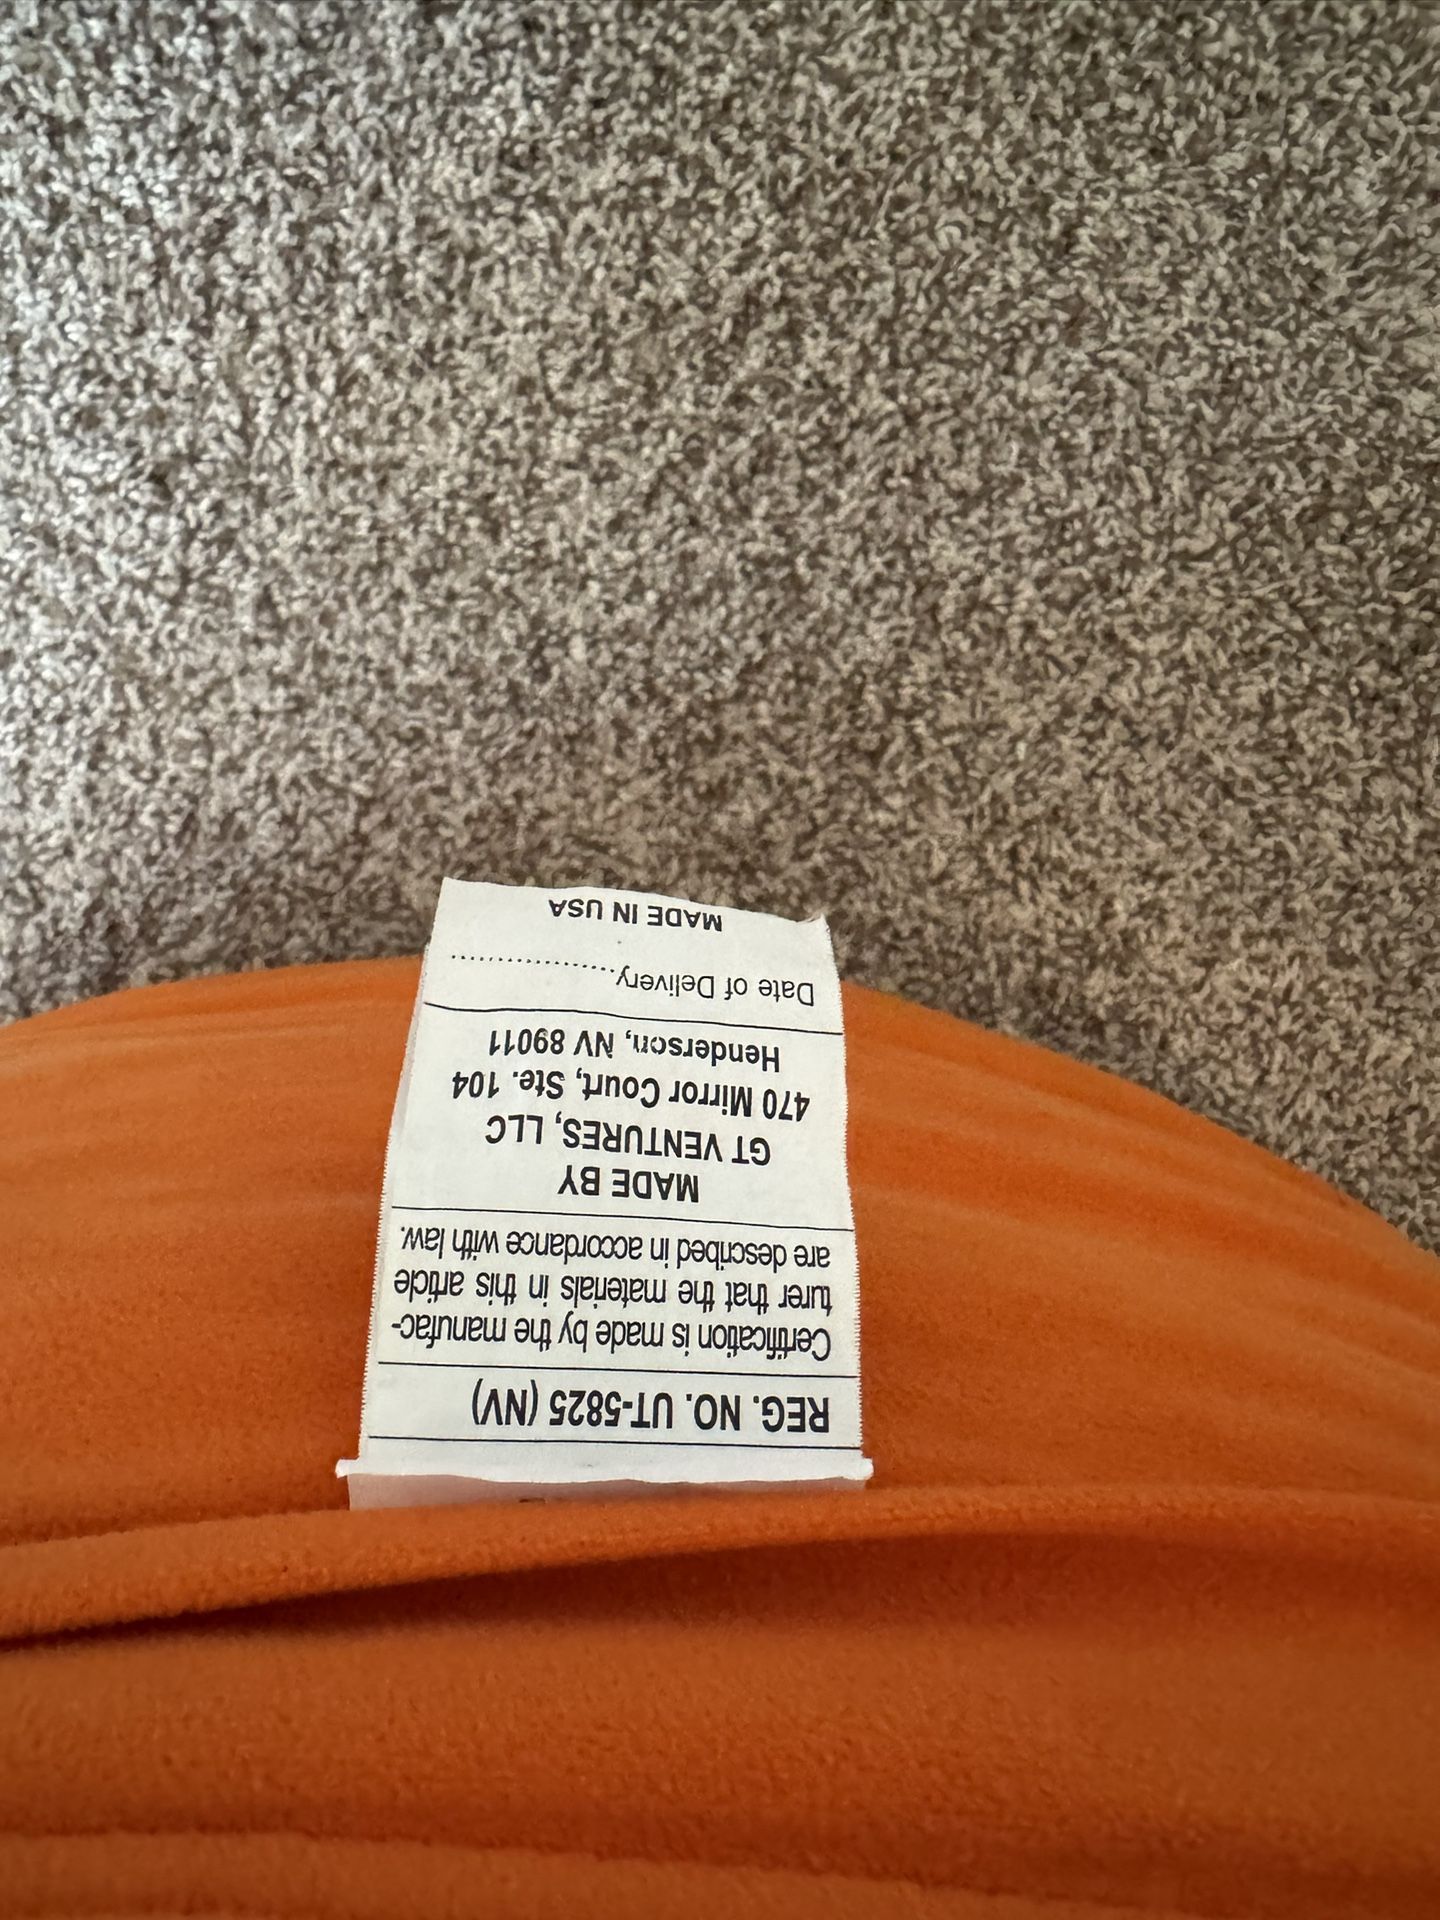 REG. NO. UT-5825 (NV)
Certification is made by the manufac-
turer that the materials in this article
are described in accordance with law.
MADE BY
GT VENTURES, LLC
470 Mirror Court, Ste. 104
Henderson, NV 89011
Date of Delivery....................
MADE IN USA